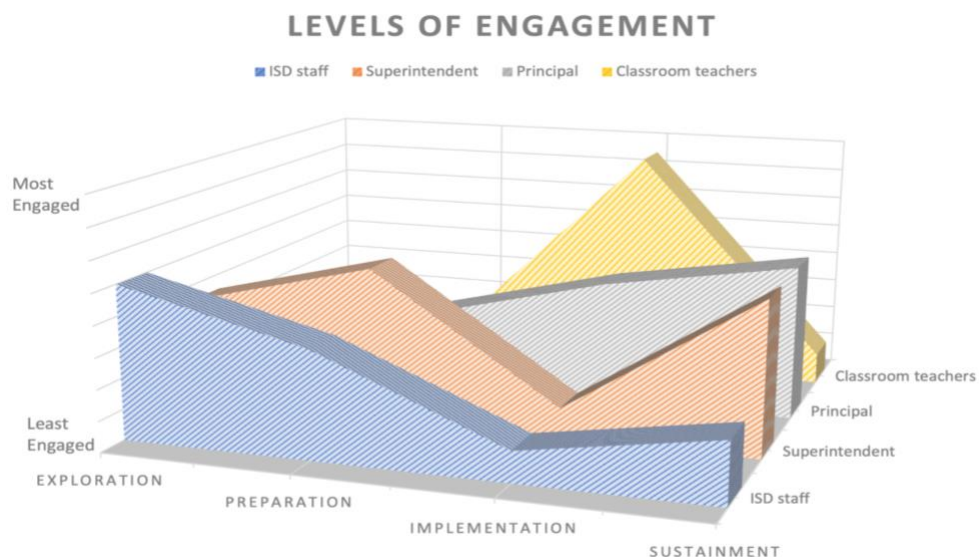 LEVELS OF ENGAGEMENT
ISD staff Superintendent Principal Classroom teachers
Most
Engaged
Least
Engaged
EXPLORATION
PREPARATION
IMPLEMENTATION
SUSTAINMENT
Classroom teachers
Principal
Superintendent
ISD staff